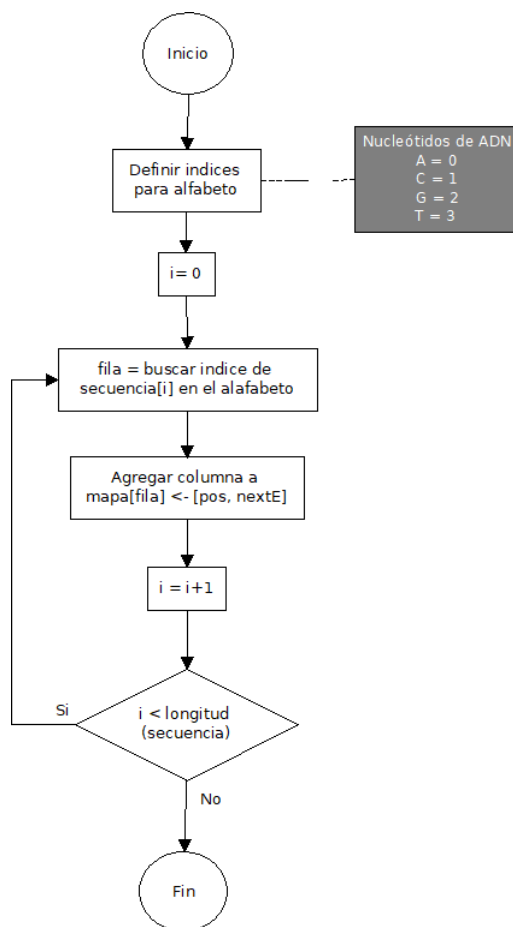 Inicio
Definir indices
para alfabeto
Nucleótidos de ADN
A = 0
C = 1
G = 2
T = 3
i= 0
fila = buscar indice de
secuencia[i] en el alafabeto
Agregar columna a
mapa[fila] <- [pos, nextE]
i = i+1
i < longitud
(secuencia)
Si
No
Fin